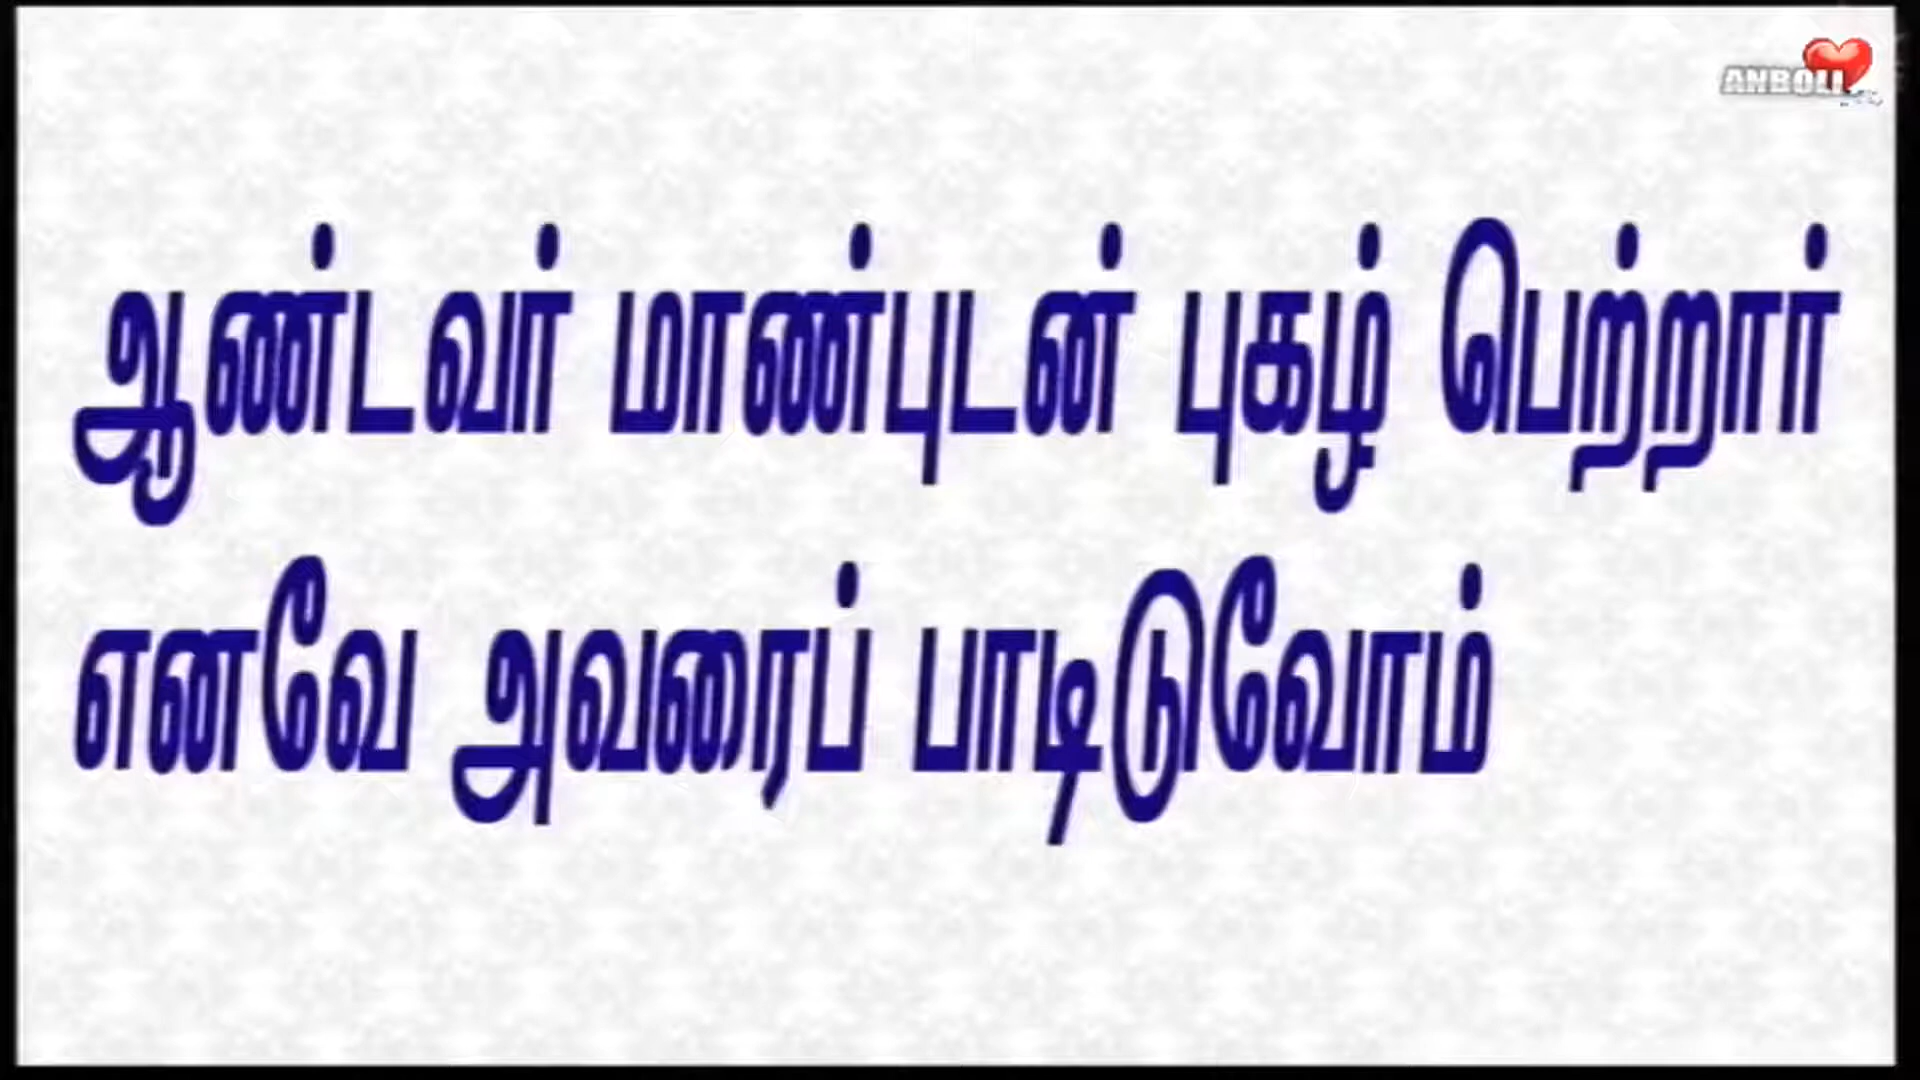 ANBOLI
ஆண்டவர் மாண்புடன் புகழ் பெற்றார்
எனவே அவரைப் பாடிடுவோம்